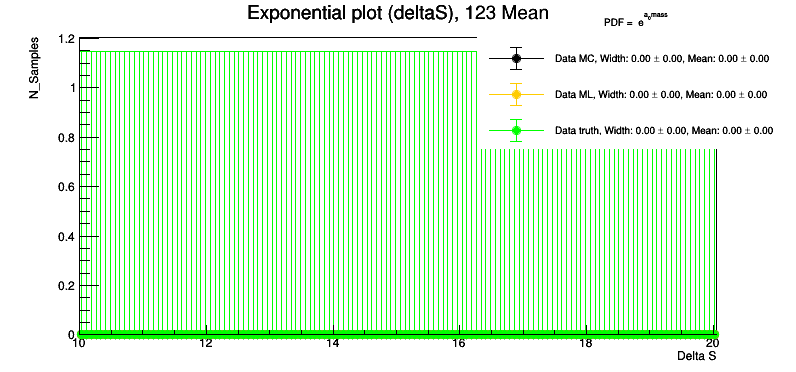 Exponential plot (deltaS), 123 Mean
PDF = e^{a_0 mass}
N_Samples
1.2
1
0.8
0.6
0.4
0.2
0
Data MC, Width: 0.00 ± 0.00, Mean: 0.00 ± 0.00
Data ML, Width: 0.00 ± 0.00, Mean: 0.00 ± 0.00
Data truth, Width: 0.00 ± 0.00, Mean: 0.00 ± 0.00
10 12 14 16 18 20
Delta S